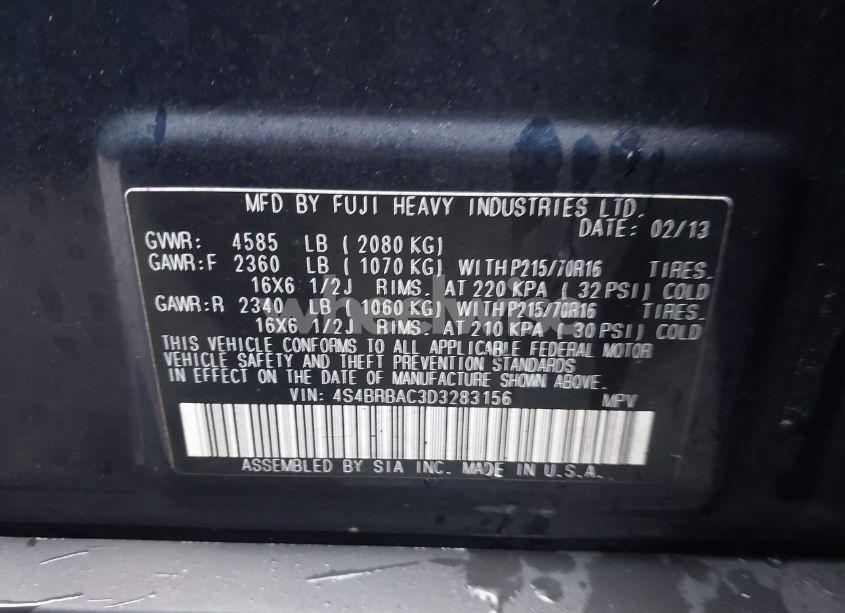 MFD BY FUJI HEAVY INDUSTRIES LTD.
DATE: 02/13
GVWR: 4585 LB ( 2080 KG)
GAWR:F 2360 LB ( 1070 KG) WITH P215/70R16 TIRES.
16X6 1/2J RIMS. AT 220 KPA ( 32 PSI) COLD
GAWR:R 2340 LB ( 1060 KG) WITH P215/70R16 TIRES.
16X6 1/2J RIMS. AT 210 KPA ( 30 PSI) COLD
THIS VEHICLE CONFORMS TO ALL APPLICABLE FEDERAL MOTOR
VEHICLE SAFETY AND THEFT PREVENTION STANDARDS
IN EFFECT ON THE DATE OF MANUFACTURE SHOWN ABOVE.
VIN: 4S4BRBAC3D3283156 MPV
ASSEMBLED BY SIA INC. MADE IN U.S.A.